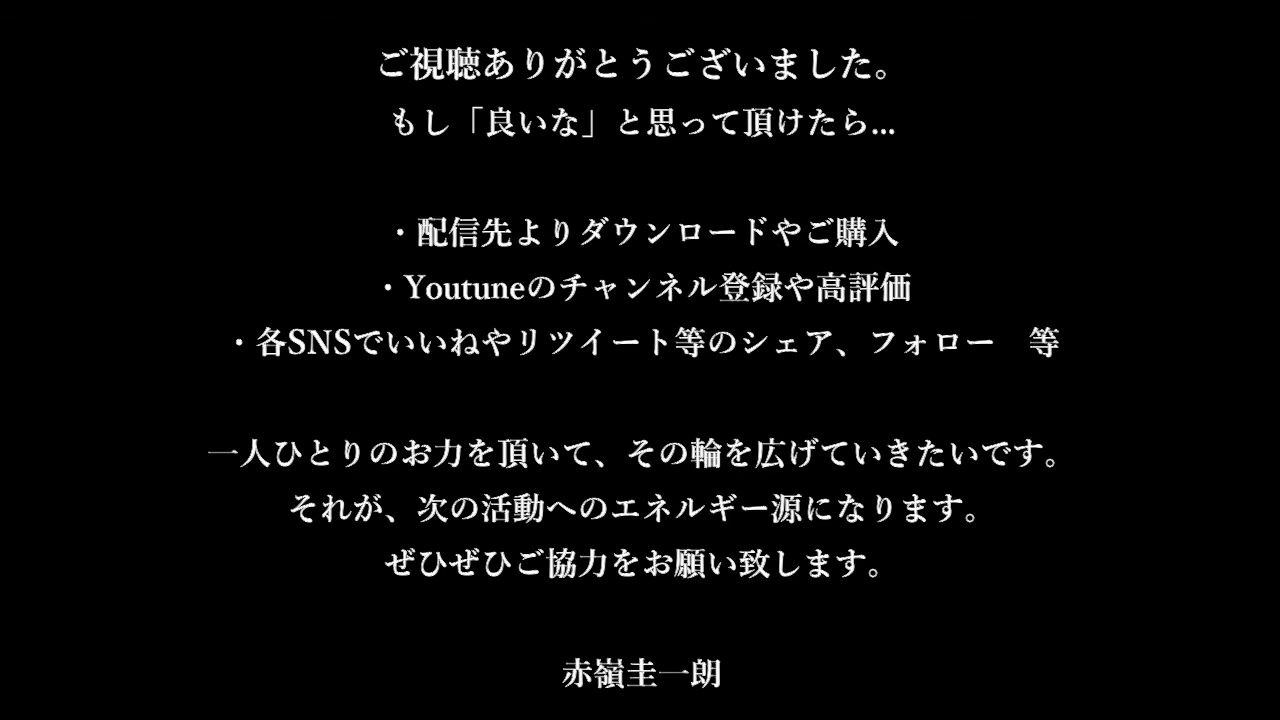 ご視聴ありがとうございました。
もし「良いな」と思って頂けたら...
・配信先よりダウンロードやご購入
・Youtuneのチャンネル登録や高評価
・各SNSでいいねやリツイート等のシェア、フォロー　等
一人ひとりのお力を頂いて、その輪を広げていきたいです。
それが、次の活動へのエネルギー源になります。
ぜひぜひご協力をお願い致します。
赤嶺圭一朗